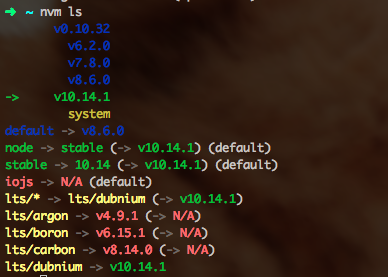 ➜ ~ nvm ls
v0.10.32
v6.2.0
v7.8.0
v8.6.0
-> v10.14.1
system
default -> v8.6.0
node -> stable (-> v10.14.1) (default)
stable -> 10.14 (-> v10.14.1) (default)
iojs -> N/A (default)
lts/* -> lts/dubnium (-> v10.14.1)
lts/argon -> v4.9.1 (-> N/A)
lts/boron -> v6.15.1 (-> N/A)
lts/carbon -> v8.14.0 (-> N/A)
lts/dubnium -> v10.14.1